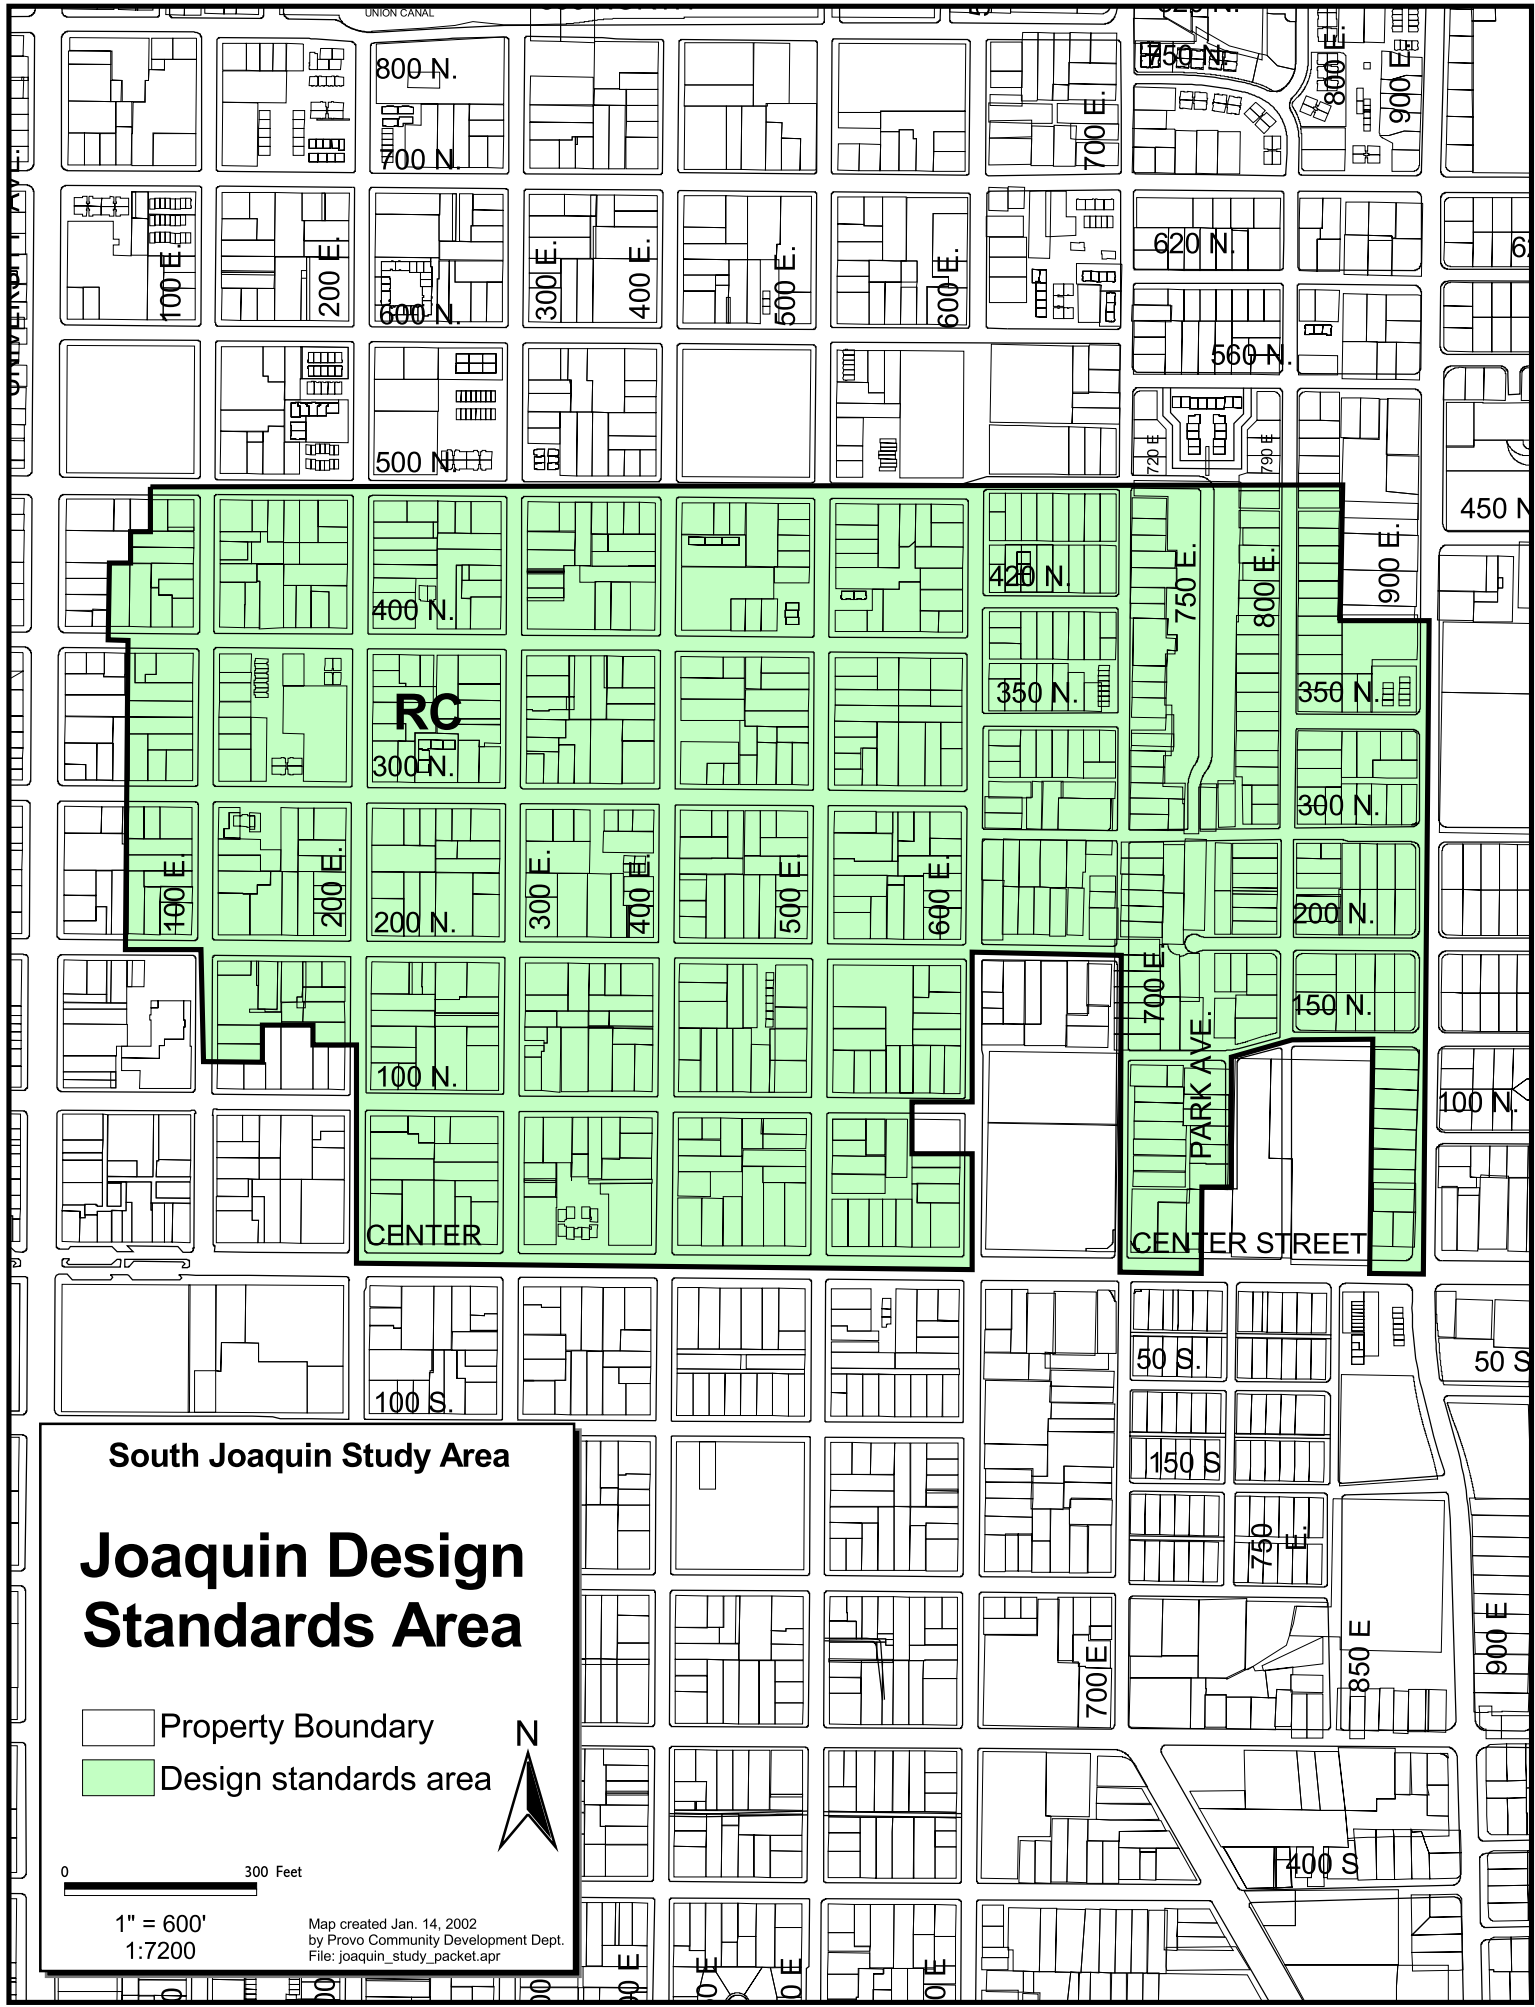 UNION CANAL
800 N.
750 N.
800 E.
900 E.
700 E.
700 N.
620 N.
100 E.
200 E.
600 N.
300 E.
400 E.
500 E.
600 E.
560 N.
500 N.
720 E
790 E
450 N
400 N.
420 N.
750 E.
800 E.
900 E.
RC
350 N.
350 N.
300 N.
300 N.
100 E.
200 E.
200 N.
300 E.
400 E.
500 E.
600 E.
200 N.
700 E.
150 N.
PARK AVE.
100 N.
100 N.
CENTER
CENTER STREET
50 S.
50 S
100 S.
150 S
750 E.
700 E
850 E
900 E
400 S
South Joaquin Study Area
Joaquin Design
Standards Area
Property Boundary
Design standards area
N
0 300 Feet
1" = 600'
1:7200
Map created Jan. 14, 2002
by Provo Community Development Dept.
File: joaquin_study_packet.apr